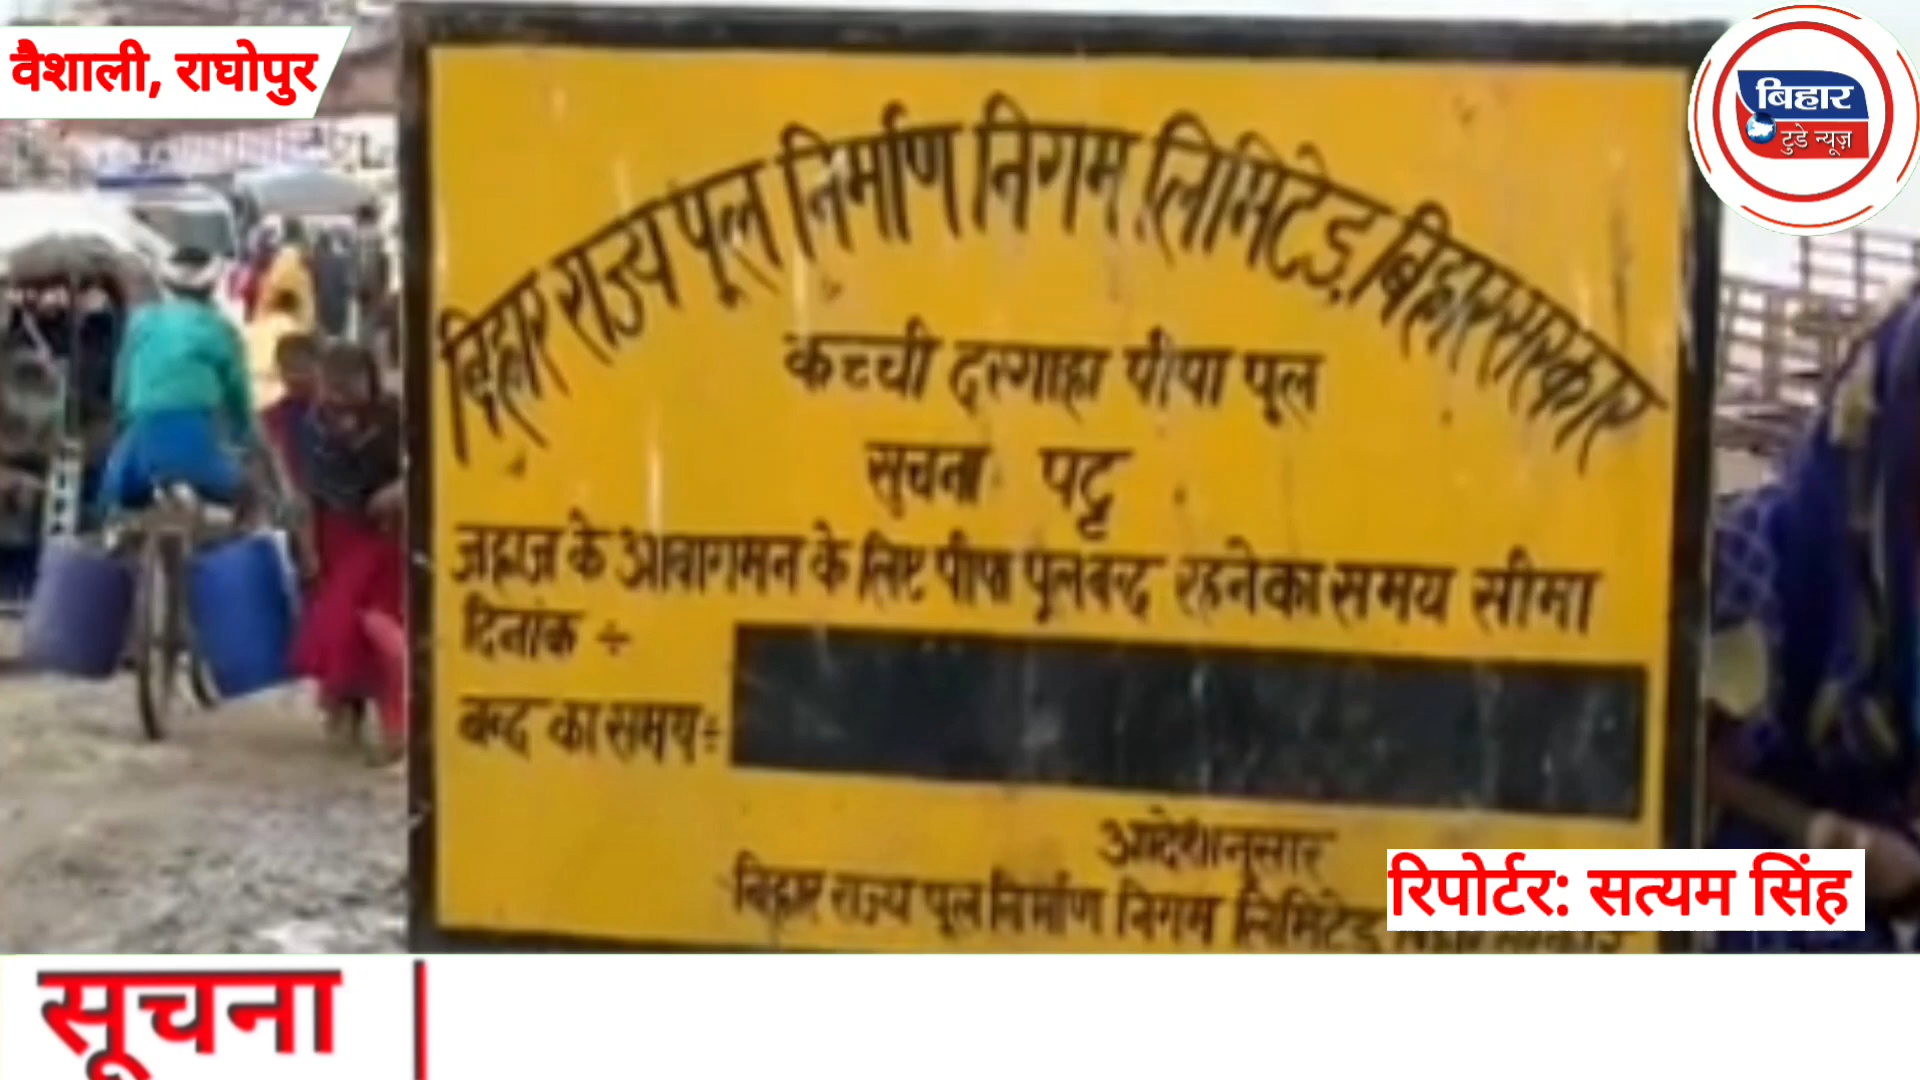 वैशाली, राघोपुर
बिहार
टुडे न्यूज़
बिहार राज्य पूल निर्माण निगम लिमिटेड़, बिहार सरकार
कच्ची दरगाहा पीपा पूल
सूचना पट्ट
जहाज के आवागमन के लिए पीपा पूल बन्द रहने का समय सीमा
दिनांक ÷
बन्द का समय ÷
आदेशानूसार
बिहार राज्य पूल निर्माण निगम लिमिटेड़ बिहार सरकार
रिपोर्टर: सत्यम सिंह
सूचना